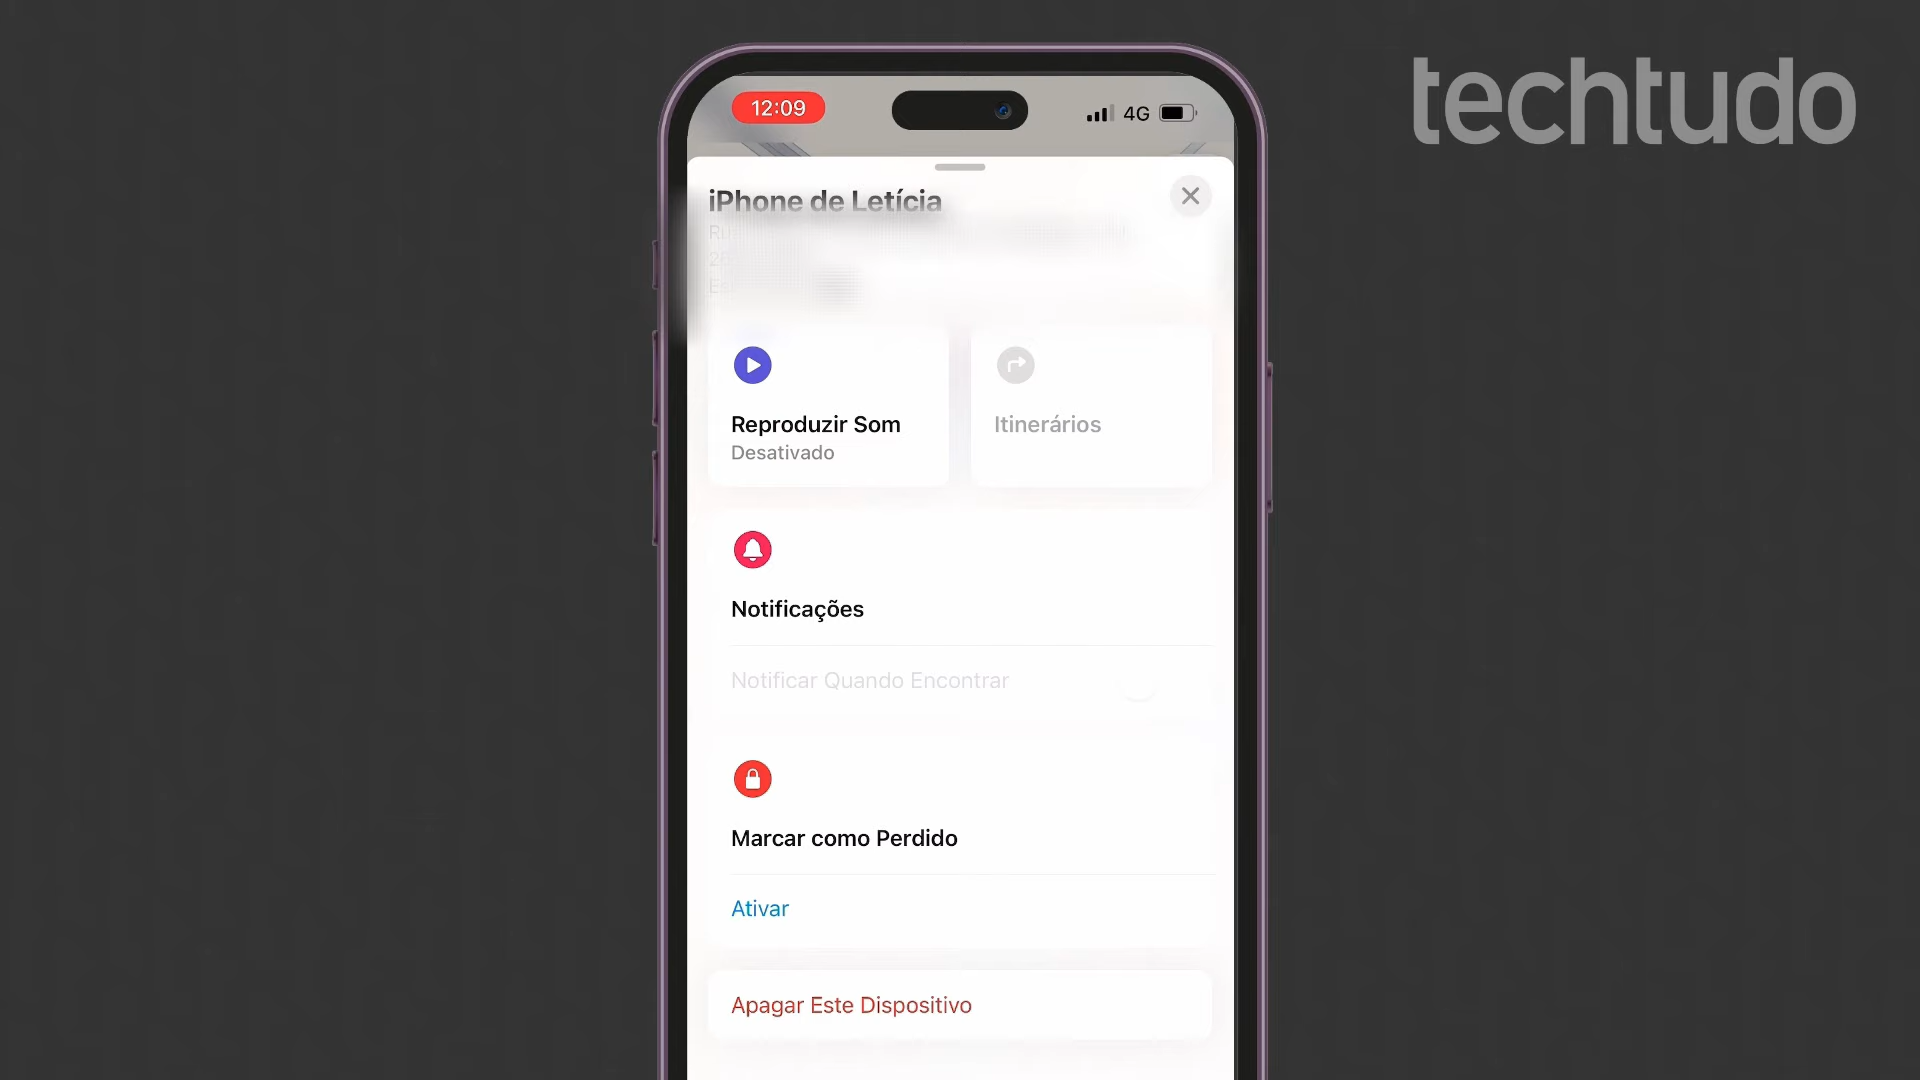 techtudo
12:09
4G
iPhone de Letícia
Reproduzir Som
Desativado
Itinerários
Notificações
Notificar Quando Encontrar
Marcar como Perdido
Ativar
Apagar Este Dispositivo